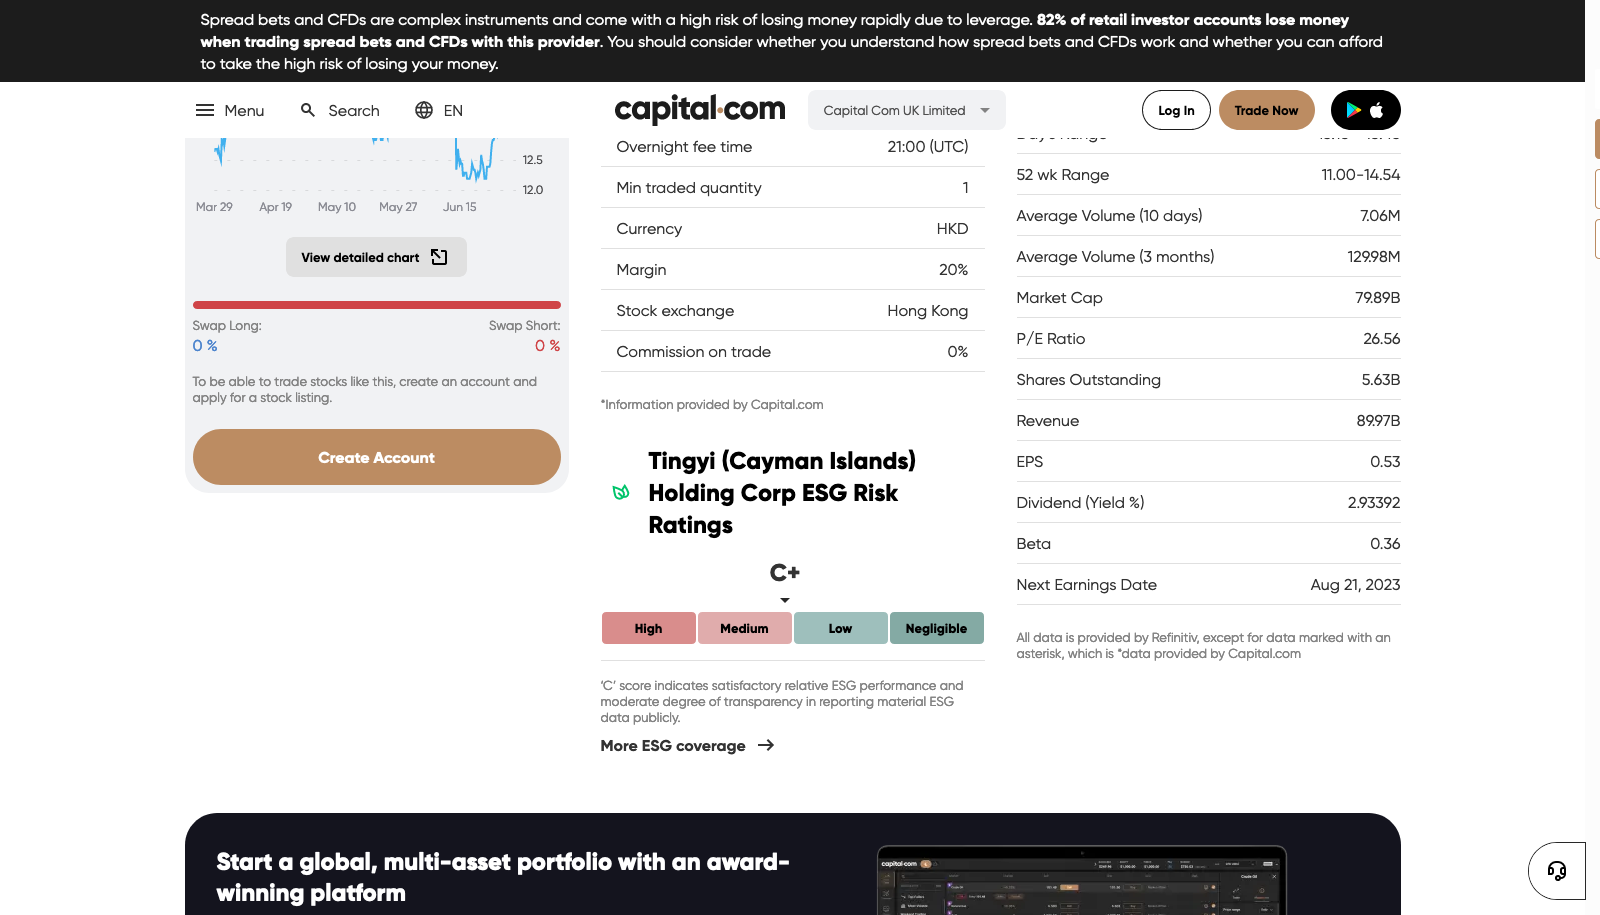 Spread bets and CFDs are complex instruments and come with a high risk of losing money rapidly due to leverage. 82% of retail investor accounts lose money
when trading spread bets and CFDs with this provider. You should consider whether you understand how spread bets and CFDs work and whether you can afford
to take the high risk of losing your money.
Menu
Search
EN
capital.com
Capital Com UK Limited
Log In
Trade Now
12.5
12.0
Mar 29 Apr 19 May 10 May 27 Jun 15
View detailed chart
Swap Long: Swap Short:
0 % 0 %
To be able to trade stocks like this, create an account and
apply for a stock listing.
Create Account
Overnight fee time 21:00 (UTC)
Min traded quantity 1
Currency HKD
Margin 20%
Stock exchange Hong Kong
Commission on trade 0%
*Information provided by Capital.com
Tingyi (Cayman Islands)
Holding Corp ESG Risk
Ratings
C+
High Medium Low Negligible
'C' score indicates satisfactory relative ESG performance and
moderate degree of transparency in reporting material ESG
data publicly.
More ESG coverage
52 wk Range 11.00-14.54
Average Volume (10 days) 7.06M
Average Volume (3 months) 129.98M
Market Cap 79.89B
P/E Ratio 26.56
Shares Outstanding 5.63B
Revenue 89.97B
EPS 0.53
Dividend (Yield %) 2.93392
Beta 0.36
Next Earnings Date Aug 21, 2023
All data is provided by Refinitiv, except for data marked with an
asterisk, which is *data provided by Capital.com
Start a global, multi-asset portfolio with an award-
winning platform
capital.com